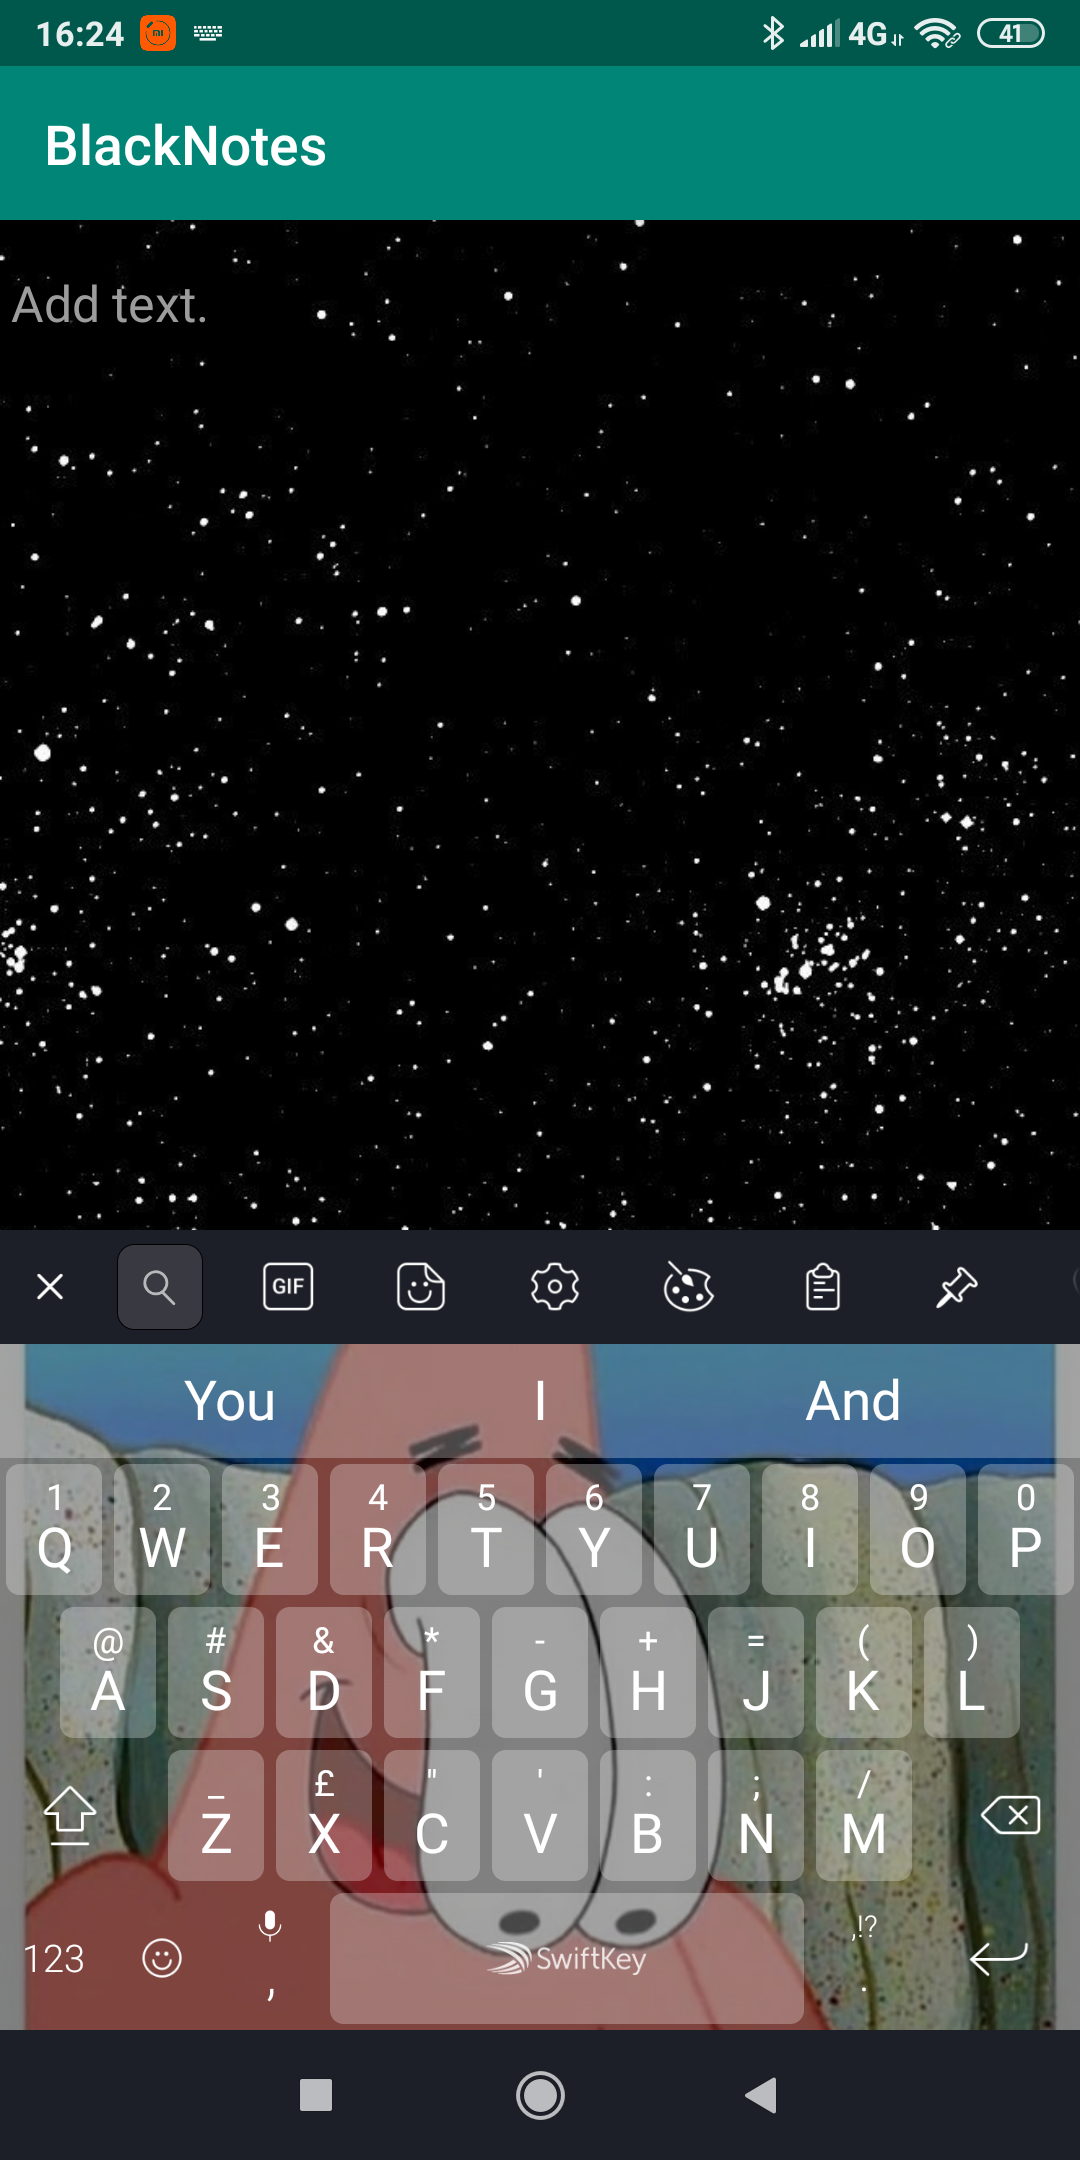 16:24 4G 41
BlackNotes
Add text.
GIF
You I And
1 2 3 4 5 6 7 8 9 0
Q W E R T Y U I O P
@ # & * - + = ( )
A S D F G H J K L
_ £ " ' : ; /
Z X C V B N M
,!?
123 , SwiftKey .